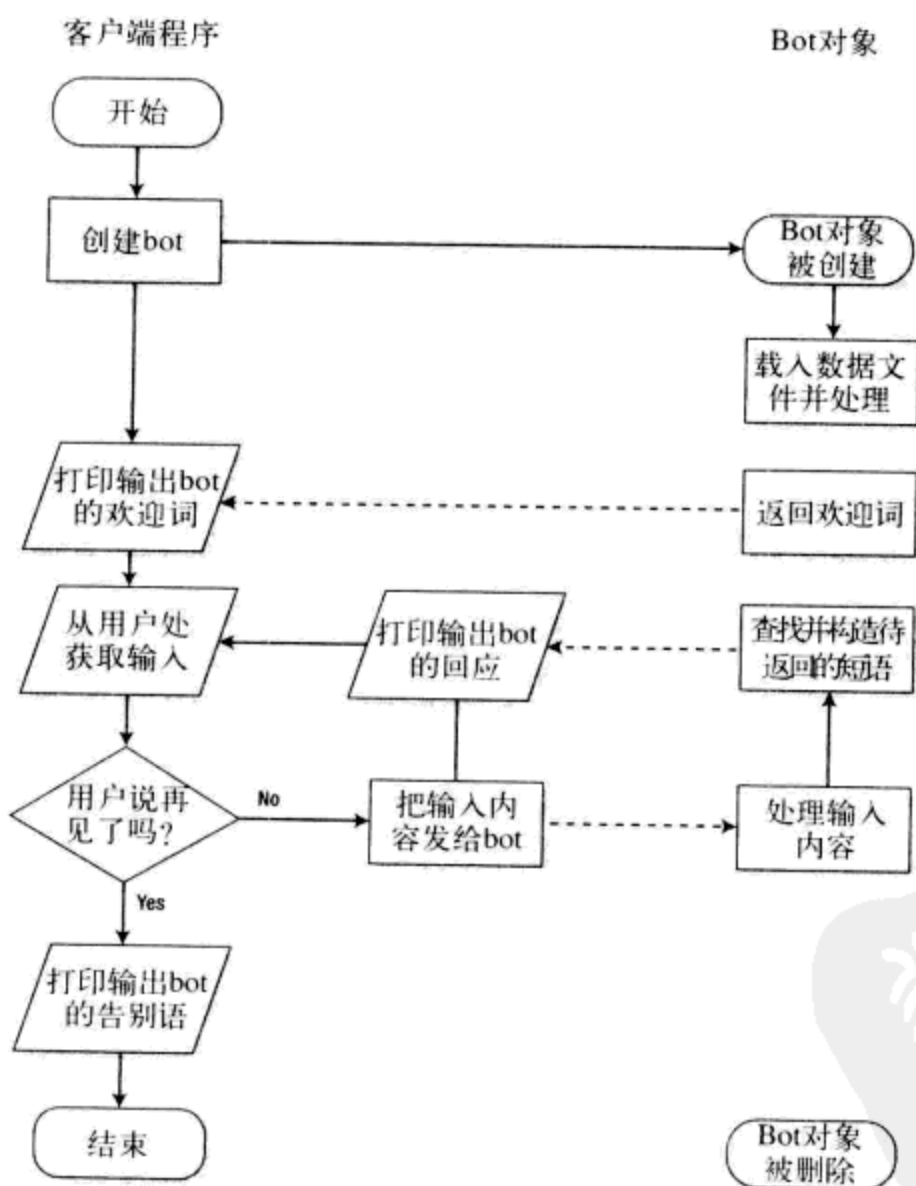 客户端程序
Bot对象
开始
创建bot
Bot对象
被创建
载入数据文
件并处理
打印输出bot
的欢迎词
返回欢迎词
从用户处
获取输入
打印输出bot
的回应
查找并构造待
返回的短语
用户说再
见了吗?
No
把输入内
容发给bot
处理输入
内容
Yes
打印输出bot
的告别语
结束
Bot对象
被删除